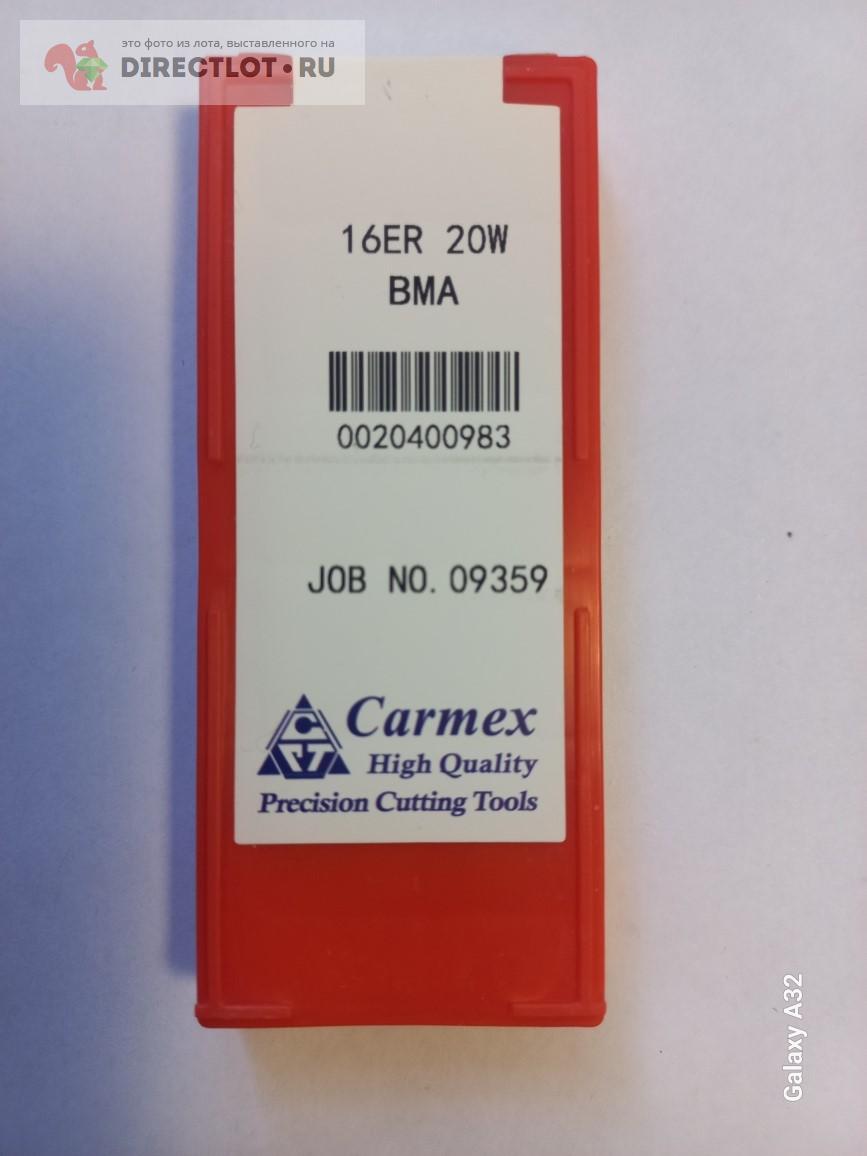 это фото из лота, выставленного на
DIRECTLOT•RU
16ER 20W
BMA
0020400983
JOB NO. 09359
Carmex
High Quality
Precision Cutting Tools
Galaxy A32